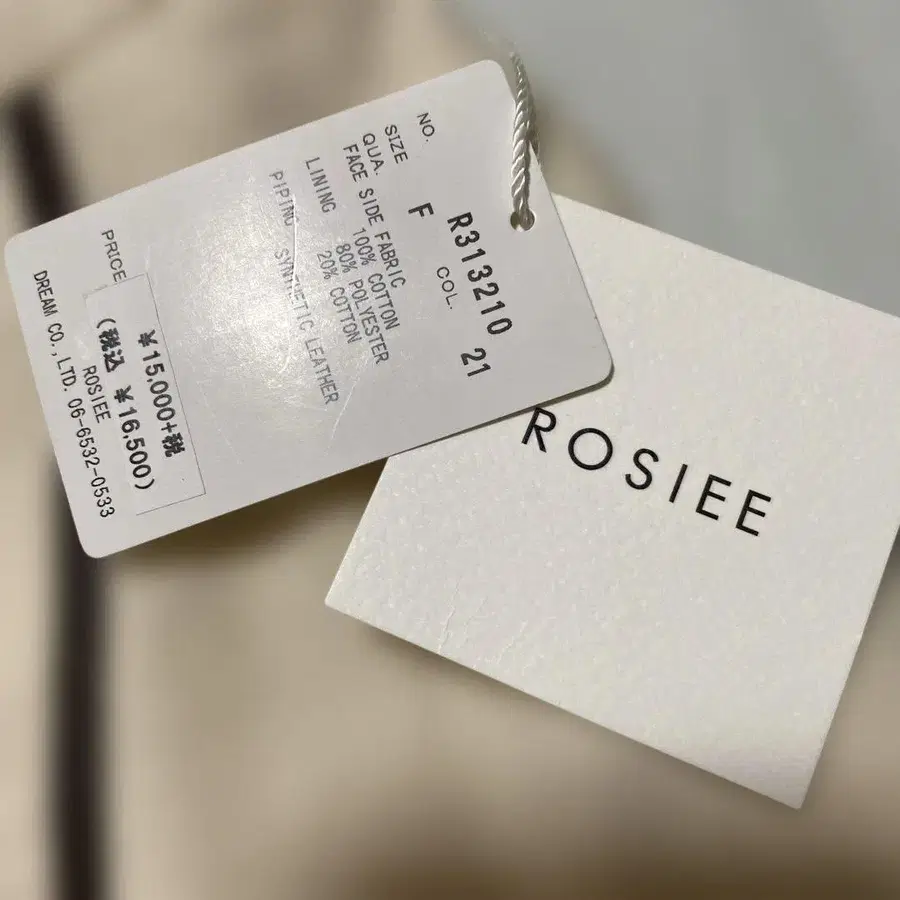 NO. R313210
SIZE F COL. 21
QUA.
FACE SIDE FABRIC
100% COTTON
LINING 80% POLYESTER
20% COTTON
PIPING SYNTHETIC LEATHER
PRICE ¥15,000+税
(税込 ¥16,500)
ROSIEE
DREAM CO.,LTD. 06-6532-0533
ROSIEE